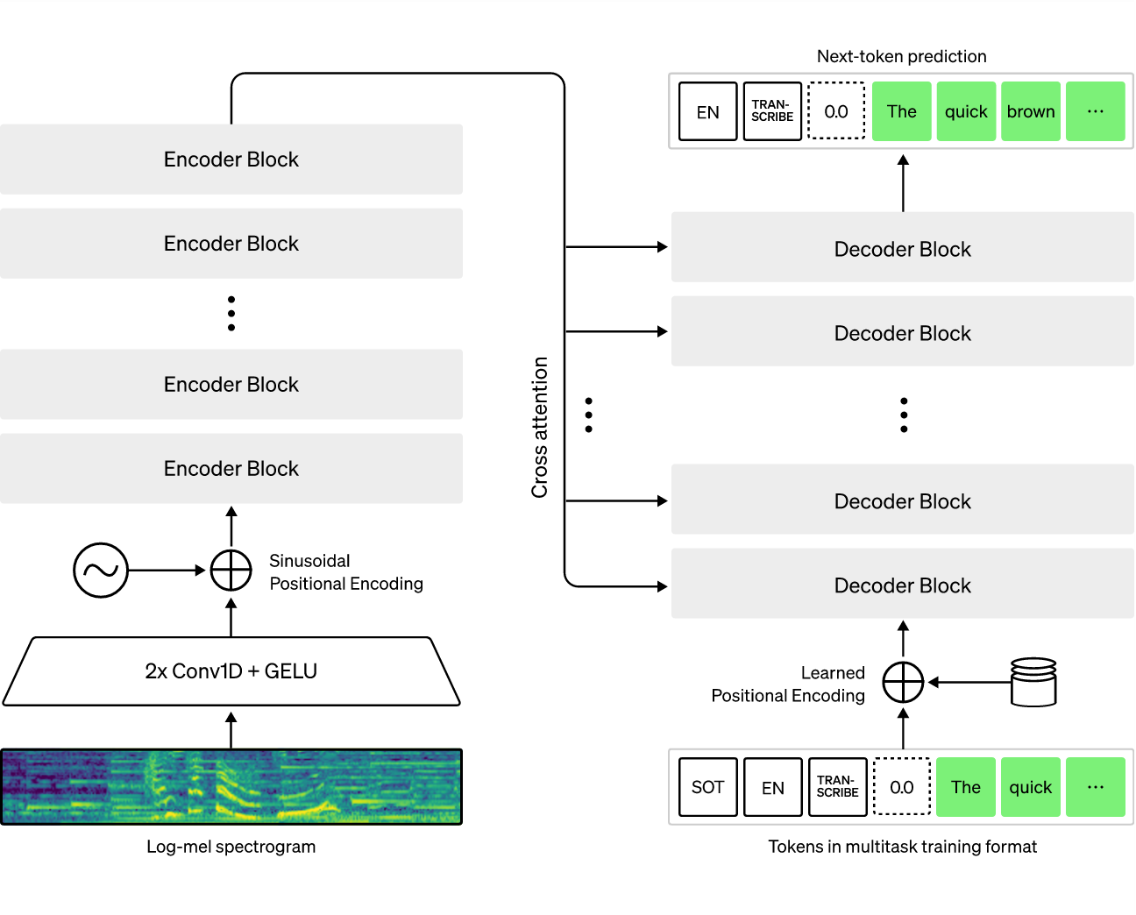 Next-token prediction
EN
TRAN-
SCRIBE
0.0
The
quick
brown
...
Encoder Block
Encoder Block
Encoder Block
Encoder Block
Sinusoidal
Positional Encoding
2x Conv1D + GELU
Log-mel spectrogram
Cross attention
Decoder Block
Decoder Block
Decoder Block
Decoder Block
Learned
Positional Encoding
SOT
EN
TRAN-
SCRIBE
0.0
The
quick
...
Tokens in multitask training format